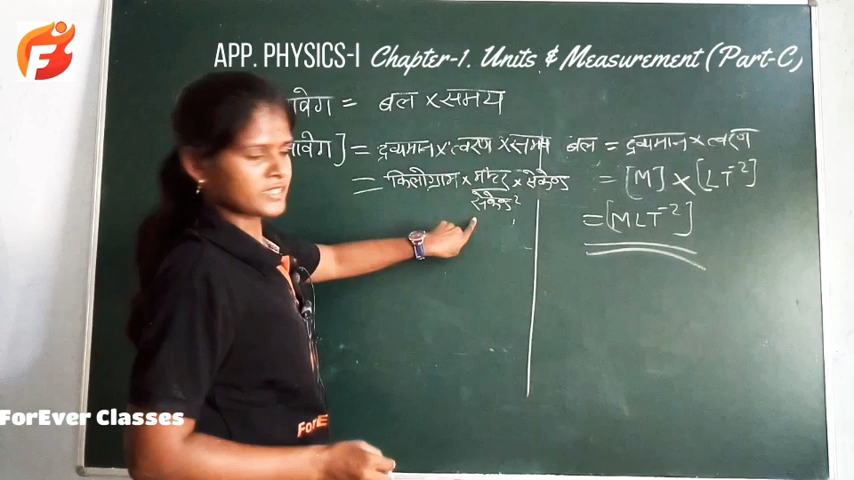 APP. PHYSICS-I Chapter-1. Units & Measurement (Part-C)
वेग = बल × समय
वेग] = द्रव्यमान × त्वरण × समय
= किलोग्राम × मीटर × सेकेण्ड
सेकेण्ड²
बल = द्रव्यमान × त्वरण
= [M] × [LT⁻²]
= [MLT⁻²]
ForE
ForEver Classes